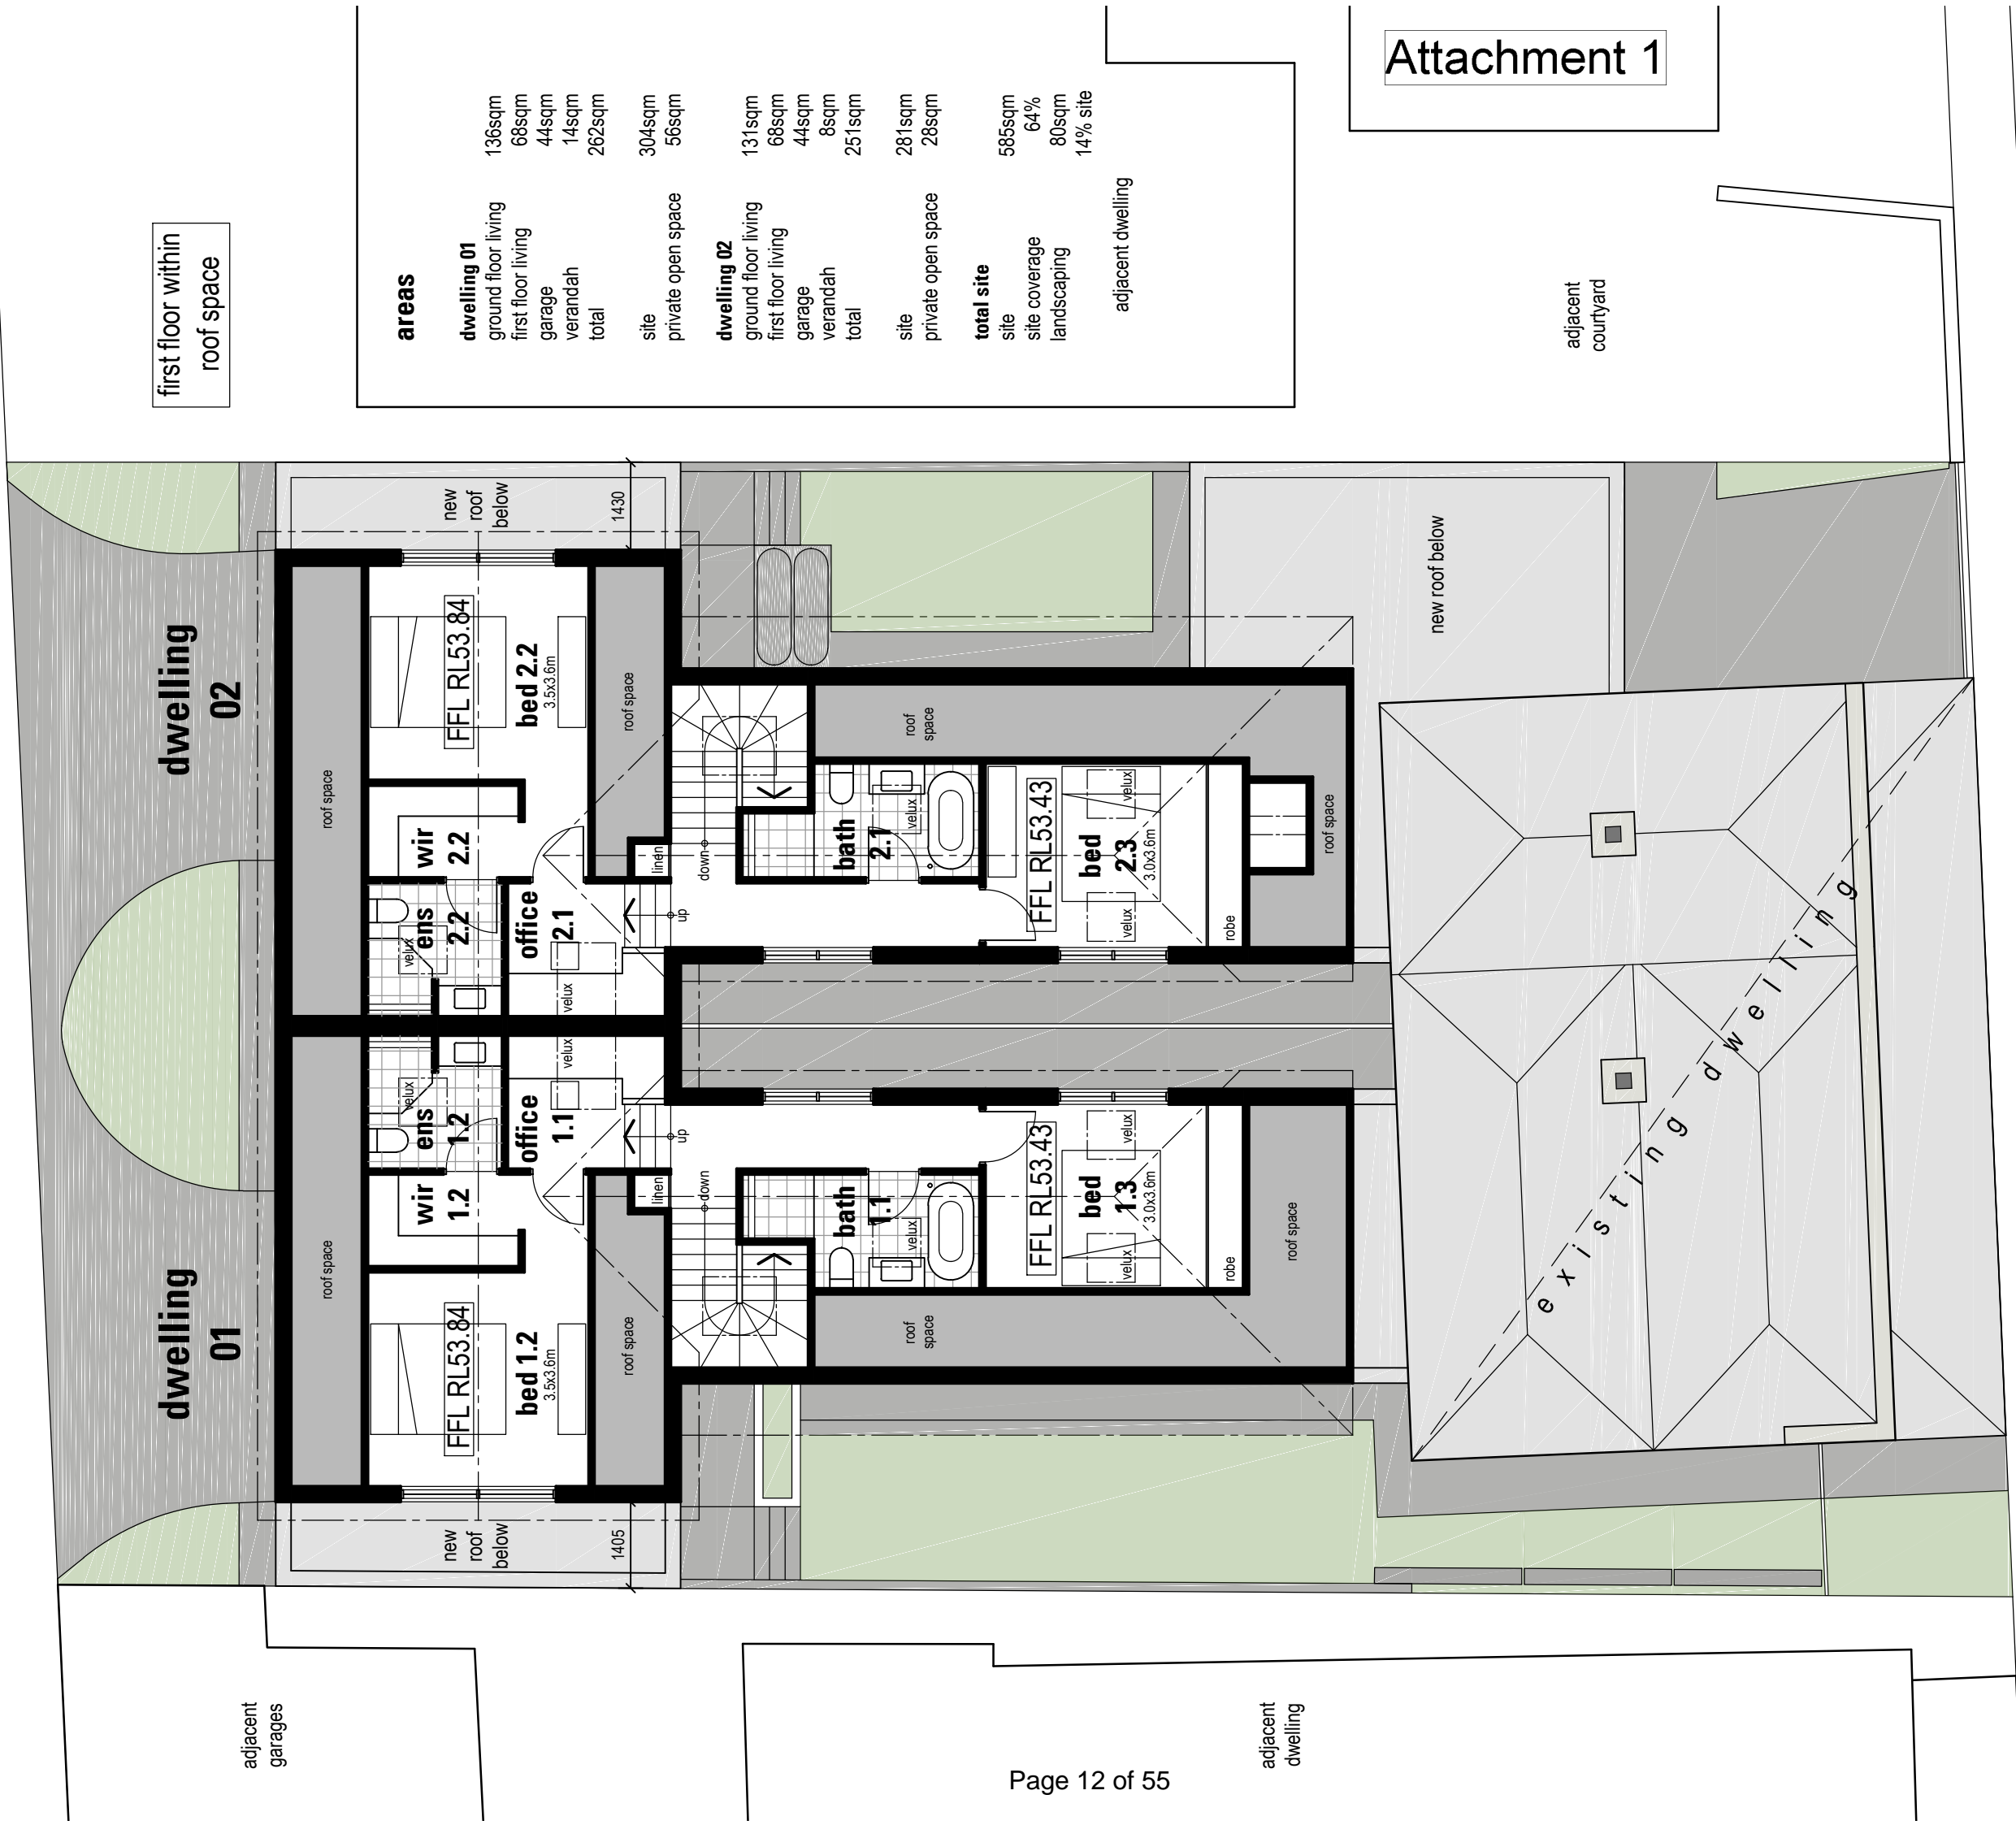 Attachment 1
first floor within
roof space
areas
dwelling 01
ground floor living 136sqm
first floor living 68sqm
garage 44sqm
verandah 14sqm
total 262sqm
site 304sqm
private open space 56sqm
dwelling 02
ground floor living 131sqm
first floor living 68sqm
garage 44sqm
verandah 8sqm
total 251sqm
site 281sqm
private open space 28sqm
total site
site 585sqm
site coverage 64%
landscaping 80sqm
14% site
adjacent dwelling
adjacent
courtyard
dwelling
02
roof space
new
roof
below
1430
FFL RL53.84
bed 2.2
3.5x3.6m
roof space
wir
2.2
ens
2.2
velux
office
2.1
velux
linen
up
down
roof
space
bath
2.1
velux
FFL RL53.43
bed
2.3
3.0x3.6m
velux
velux
robe
roof space
new roof below
dwelling
01
roof space
ens
1.2
velux
office
1.1
velux
wir
1.2
FFL RL53.84
bed 1.2
3.5x3.6m
roof space
linen
up
down
new
roof
below
1405
bath
1.1
velux
roof
space
FFL RL53.43
bed
1.3
3.0x3.6m
velux
velux
robe
roof space
existing dwelling
adjacent
garages
adjacent
dwelling
Page 12 of 55